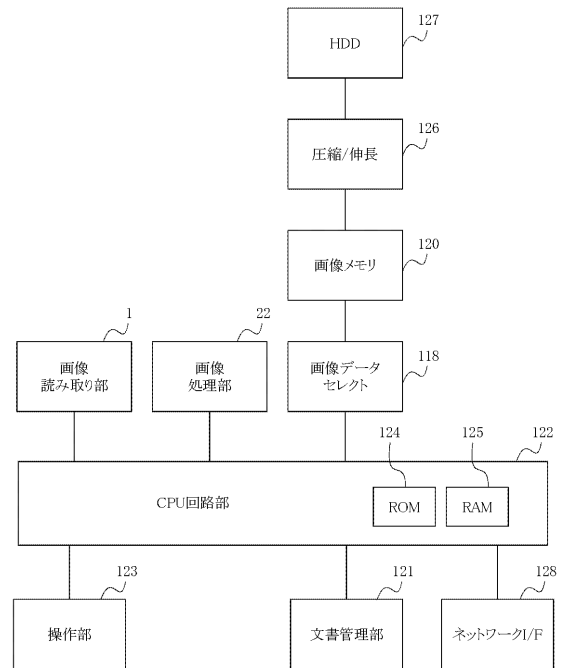 127
HDD
126
圧縮/伸長
120
画像メモリ
1
22
118
画像
読み取り部
画像
処理部
画像データ
セレクト
124
125
122
CPU回路部
ROM
RAM
123
121
128
操作部
文書管理部
ネットワークI/F